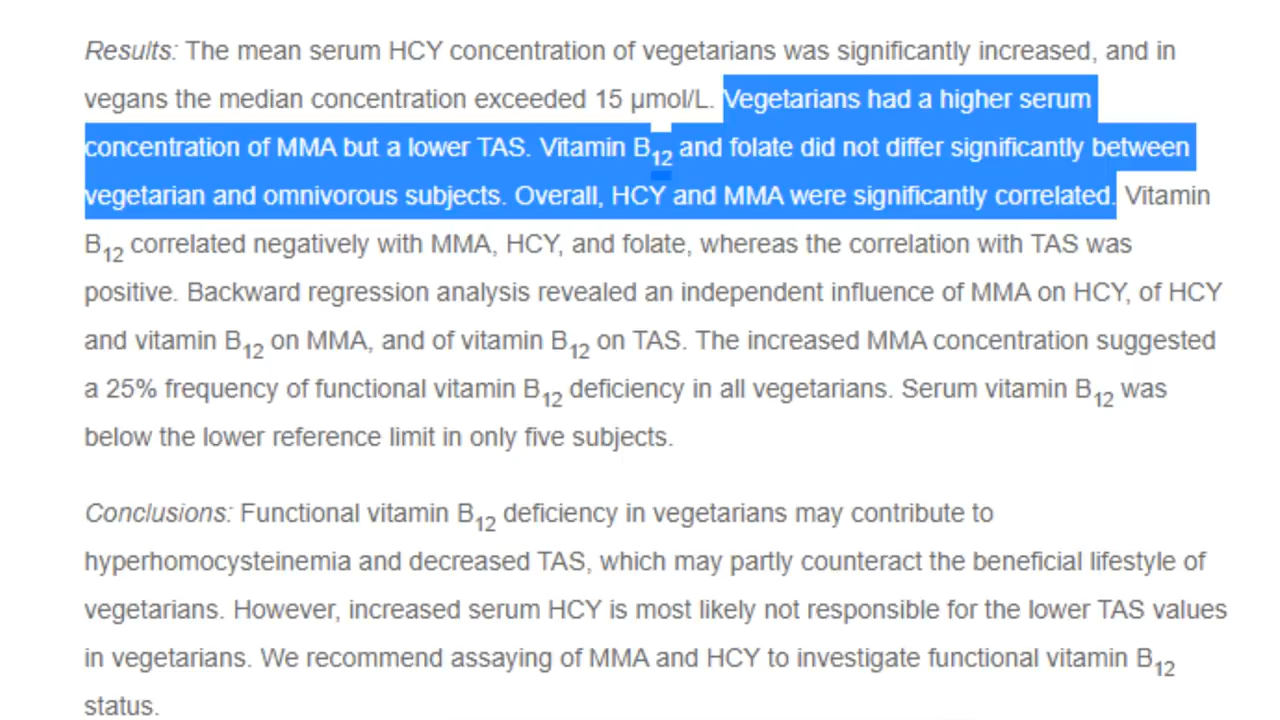 Results: The mean serum HCY concentration of vegetarians was significantly increased, and in
vegans the median concentration exceeded 15 μmol/L. Vegetarians had a higher serum
concentration of MMA but a lower TAS. Vitamin B12 and folate did not differ significantly between
vegetarian and omnivorous subjects. Overall, HCY and MMA were significantly correlated. Vitamin
B12 correlated negatively with MMA, HCY, and folate, whereas the correlation with TAS was
positive. Backward regression analysis revealed an independent influence of MMA on HCY, of HCY
and vitamin B12 on MMA, and of vitamin B12 on TAS. The increased MMA concentration suggested
a 25% frequency of functional vitamin B12 deficiency in all vegetarians. Serum vitamin B12 was
below the lower reference limit in only five subjects.
Conclusions: Functional vitamin B12 deficiency in vegetarians may contribute to
hyperhomocysteinemia and decreased TAS, which may partly counteract the beneficial lifestyle of
vegetarians. However, increased serum HCY is most likely not responsible for the lower TAS values
in vegetarians. We recommend assaying of MMA and HCY to investigate functional vitamin B12
status.